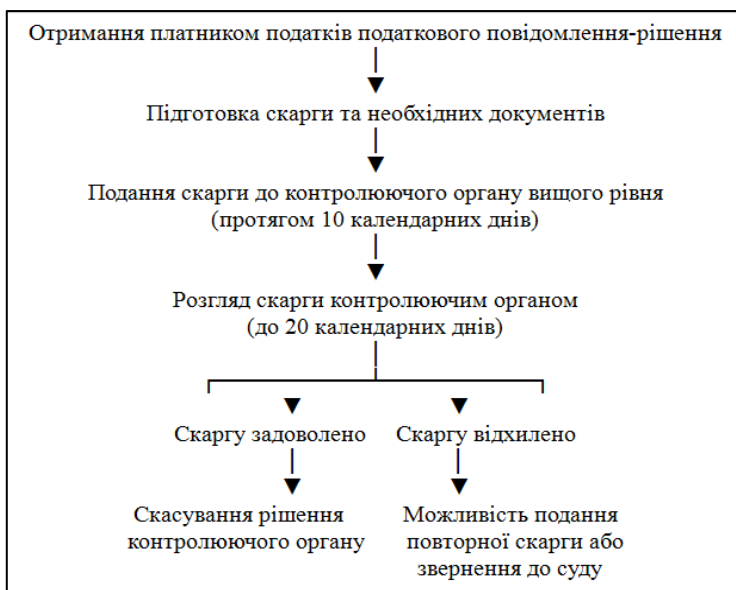 Отримання платником податків податкового повідомлення-рішення
Підготовка скарги та необхідних документів
Подання скарги до контролюючого органу вищого рівня
(протягом 10 календарних днів)
Розгляд скарги контролюючим органом
(до 20 календарних днів)
Скаргу задоволено
Скаргу відхилено
Скасування рішення
контролюючого органу
Можливість подання
повторної скарги або
звернення до суду